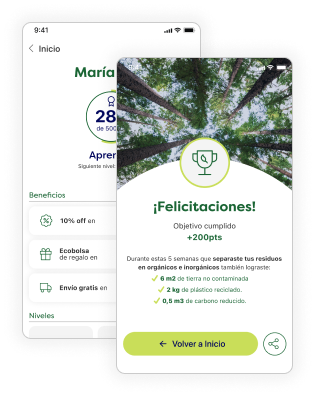 9:41
Inicio
María
28
de 500
Apren
Siguiente nivel:
Beneficios
10% off en
Ecobolsa
de regalo en
Envío gratis en
Niveles
¡Felicitaciones!
Objetivo cumplido
+200pts
Durante estas 5 semanas que separaste tus residuos
en orgánicos e inorgánicos también lograste:
6 m2 de tierra no contaminada
2 kg de plástico reciclado.
0,5 m3 de carbono reducido.
Volver a Inicio